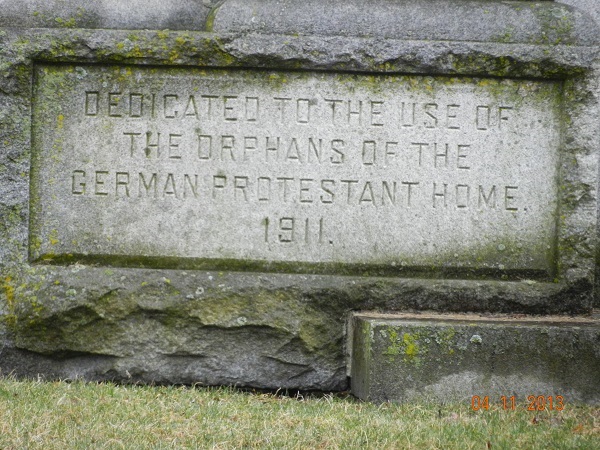 DEDICATED TO THE USE OF
THE ORPHANS OF THE
GERMAN PROTESTANT HOME.
1911.
04 11 2013